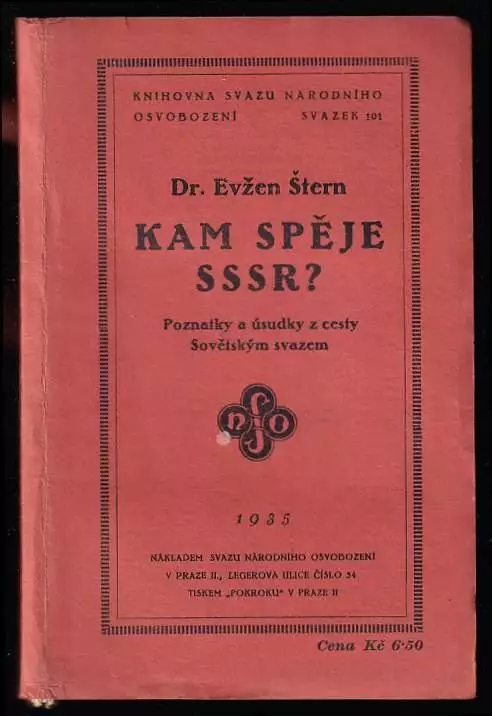 KNIHOVNA SVAZU NÁRODNÍHO
OSVOBOZENÍ SVAZEK 101
Dr. Evžen Štern
KAM SPĚJE
SSSR?
Poznatky a úsudky z cesty
Sovětským svazem
1935
NÁKLADEM SVAZU NÁRODNÍHO OSVOBOZENÍ
V PRAZE II., LEGEROVA ULICE ČÍSLO 54
TISKEM „POKROKU“ V PRAZE II
Cena Kč 6·50